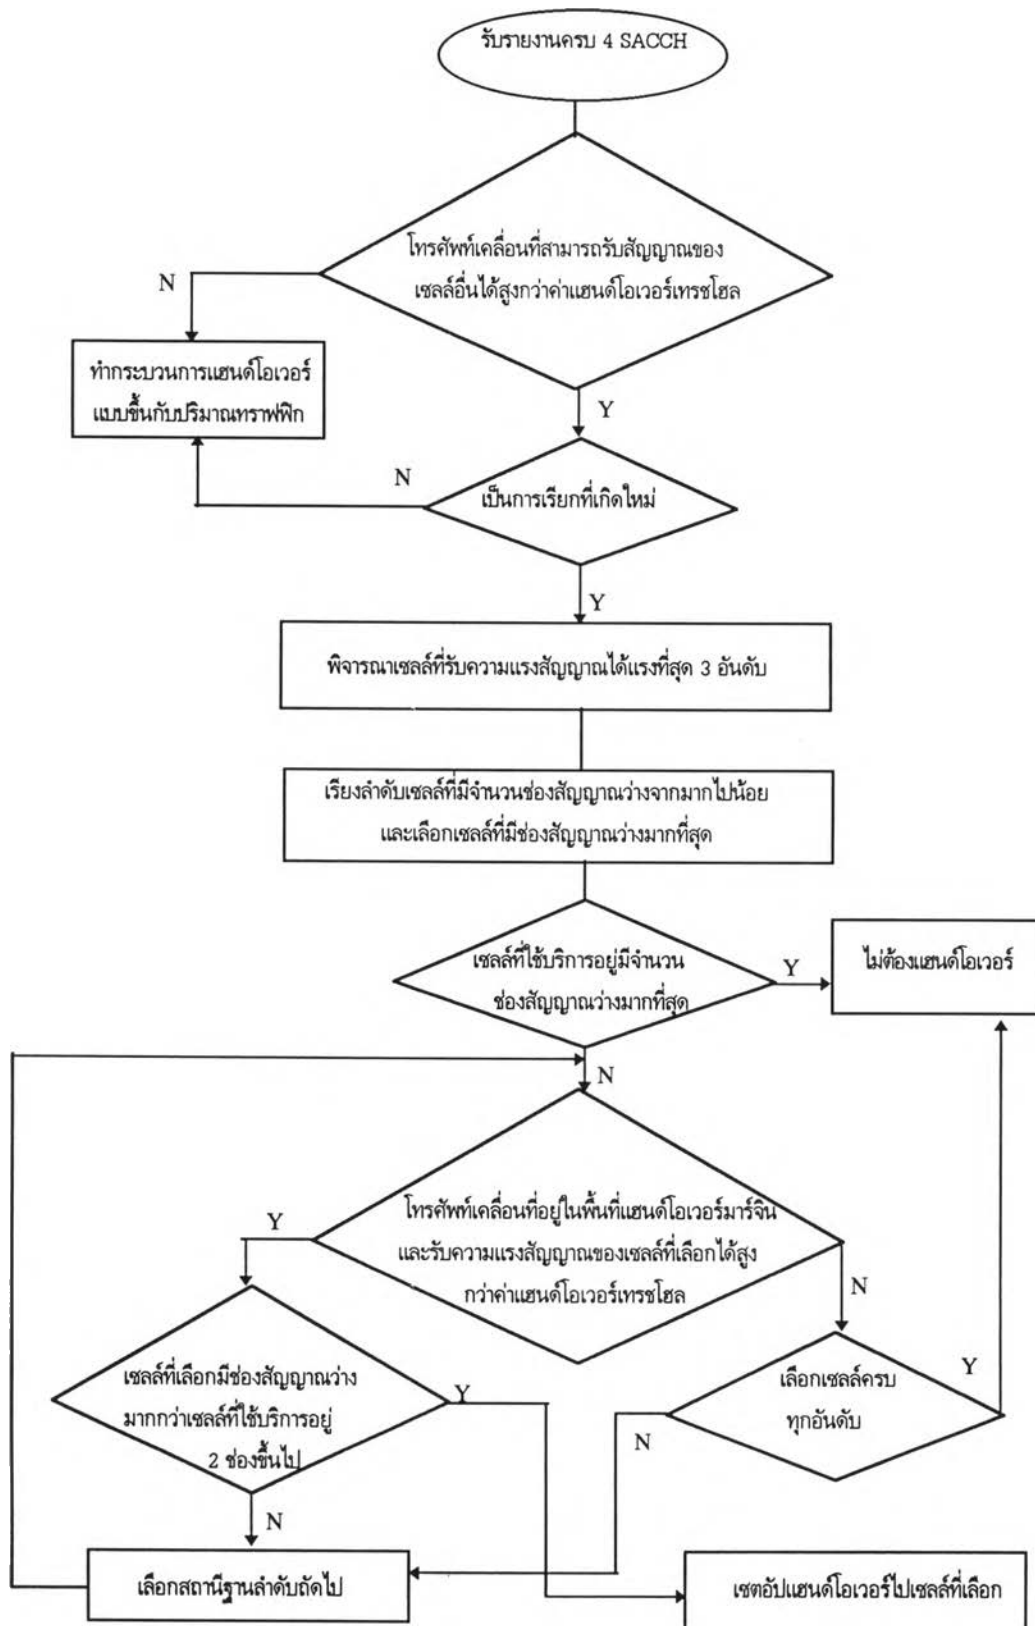 รับรายงานครบ 4 SACCH
โทรศัพท์เคลื่อนที่สามารถรับสัญญาณของ
เซลล์อื่นได้สูงกว่าค่าแฮนด์โอเวอร์เทรชโฮล
N
ทำกระบวนการแฮนด์โอเวอร์
แบบขึ้นกับปริมาณทราฟฟิก
Y
N
เป็นการเรียกที่เกิดใหม่
Y
พิจารณาเซลล์ที่รับความแรงสัญญาณได้แรงที่สุด 3 อันดับ
เรียงลำดับเซลล์ที่มีจำนวนช่องสัญญาณว่างจากมากไปน้อย
และเลือกเซลล์ที่มีช่องสัญญาณว่างมากที่สุด
เซลล์ที่ใช้บริการอยู่มีจำนวน
ช่องสัญญาณว่างมากที่สุด
Y
ไม่ต้องแฮนด์โอเวอร์
N
โทรศัพท์เคลื่อนที่อยู่ในพื้นที่แฮนด์โอเวอร์มาร์จิน
และรับความแรงสัญญาณของเซลล์ที่เลือกได้สูง
กว่าค่าแฮนด์โอเวอร์เทรชโฮล
Y
N
เซลล์ที่เลือกมีช่องสัญญาณว่าง
มากกว่าเซลล์ที่ใช้บริการอยู่
2 ช่องขึ้นไป
Y
เลือกเซลล์ครบ
ทุกอันดับ
Y
N
N
เลือกสถานีฐานลำดับถัดไป
เซตอัปแฮนด์โอเวอร์ไปเซลล์ที่เลือก